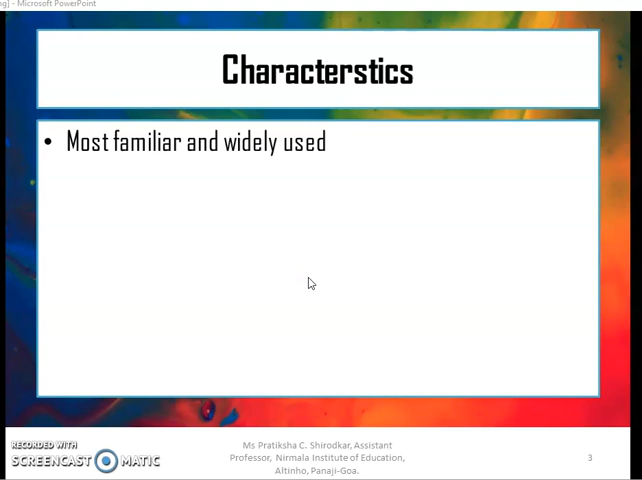 g] - Microsoft PowerPoint
Characterstics
• Most familiar and widely used
RECORDED WITH
SCREENCAST MATIC
Ms Pratiksha C. Shirodkar, Assistant
Professor, Nirmala Institute of Education,
Altinho, Panaji-Goa.
3